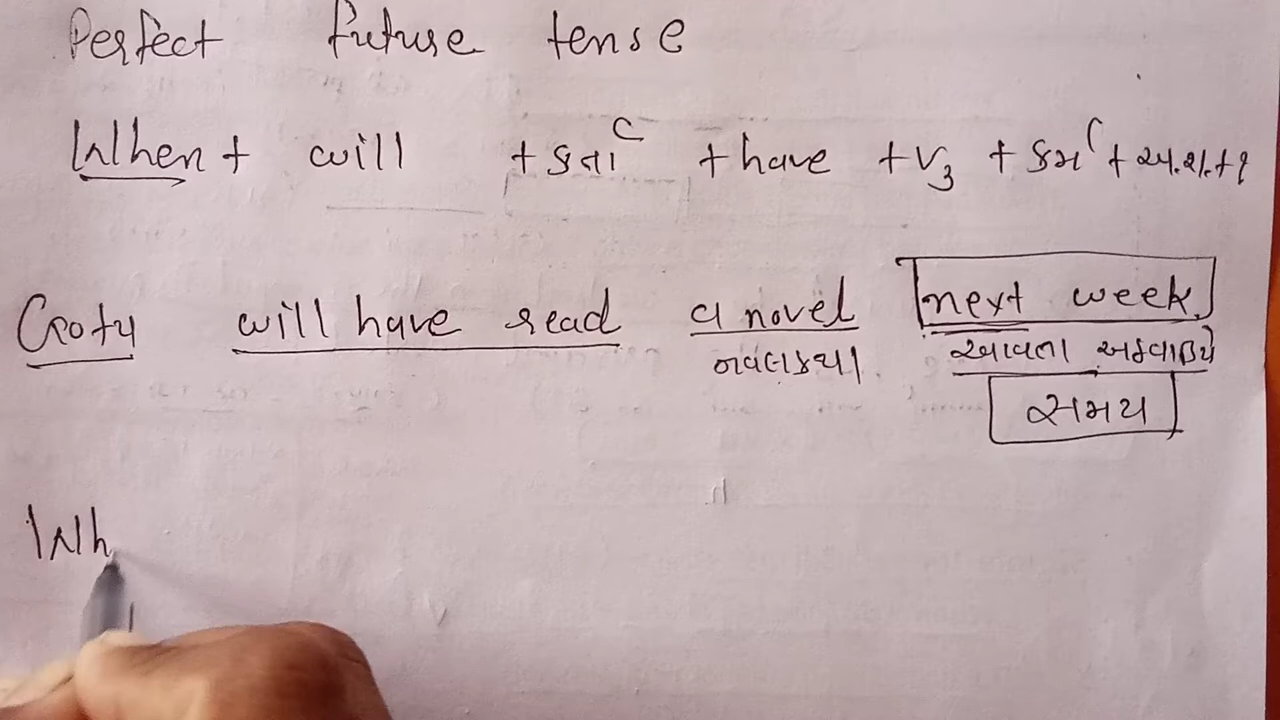 Perfect future tense
When + will + કર્તા + have + V3 + કર્મ + અ.શ. + ?
Goty will have read a novel next week.
નવલકથા આવતા અઠવાડિયે
સમય
Wh